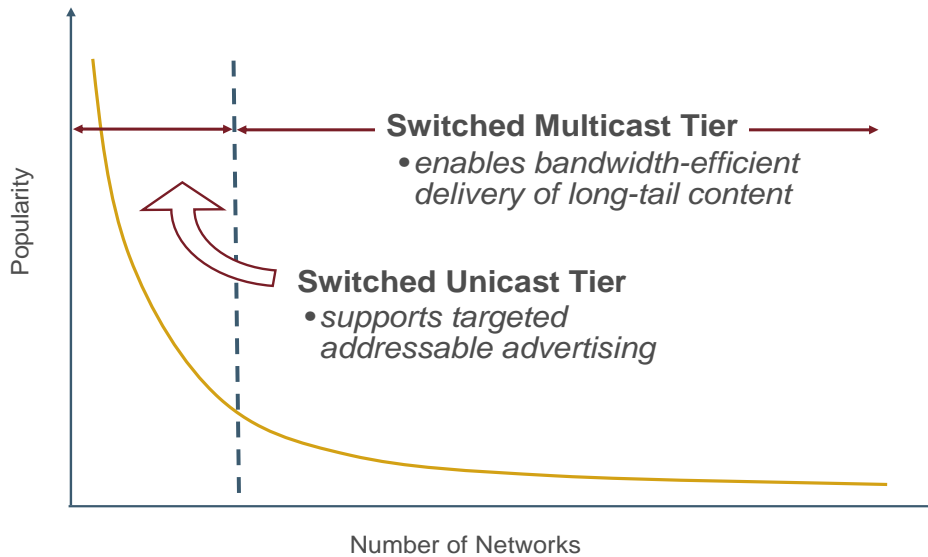 Switched Multicast Tier
•enables bandwidth-efficient
delivery of long-tail content
Popularity
Switched Unicast Tier
•supports targeted
addressable advertising
Number of Networks